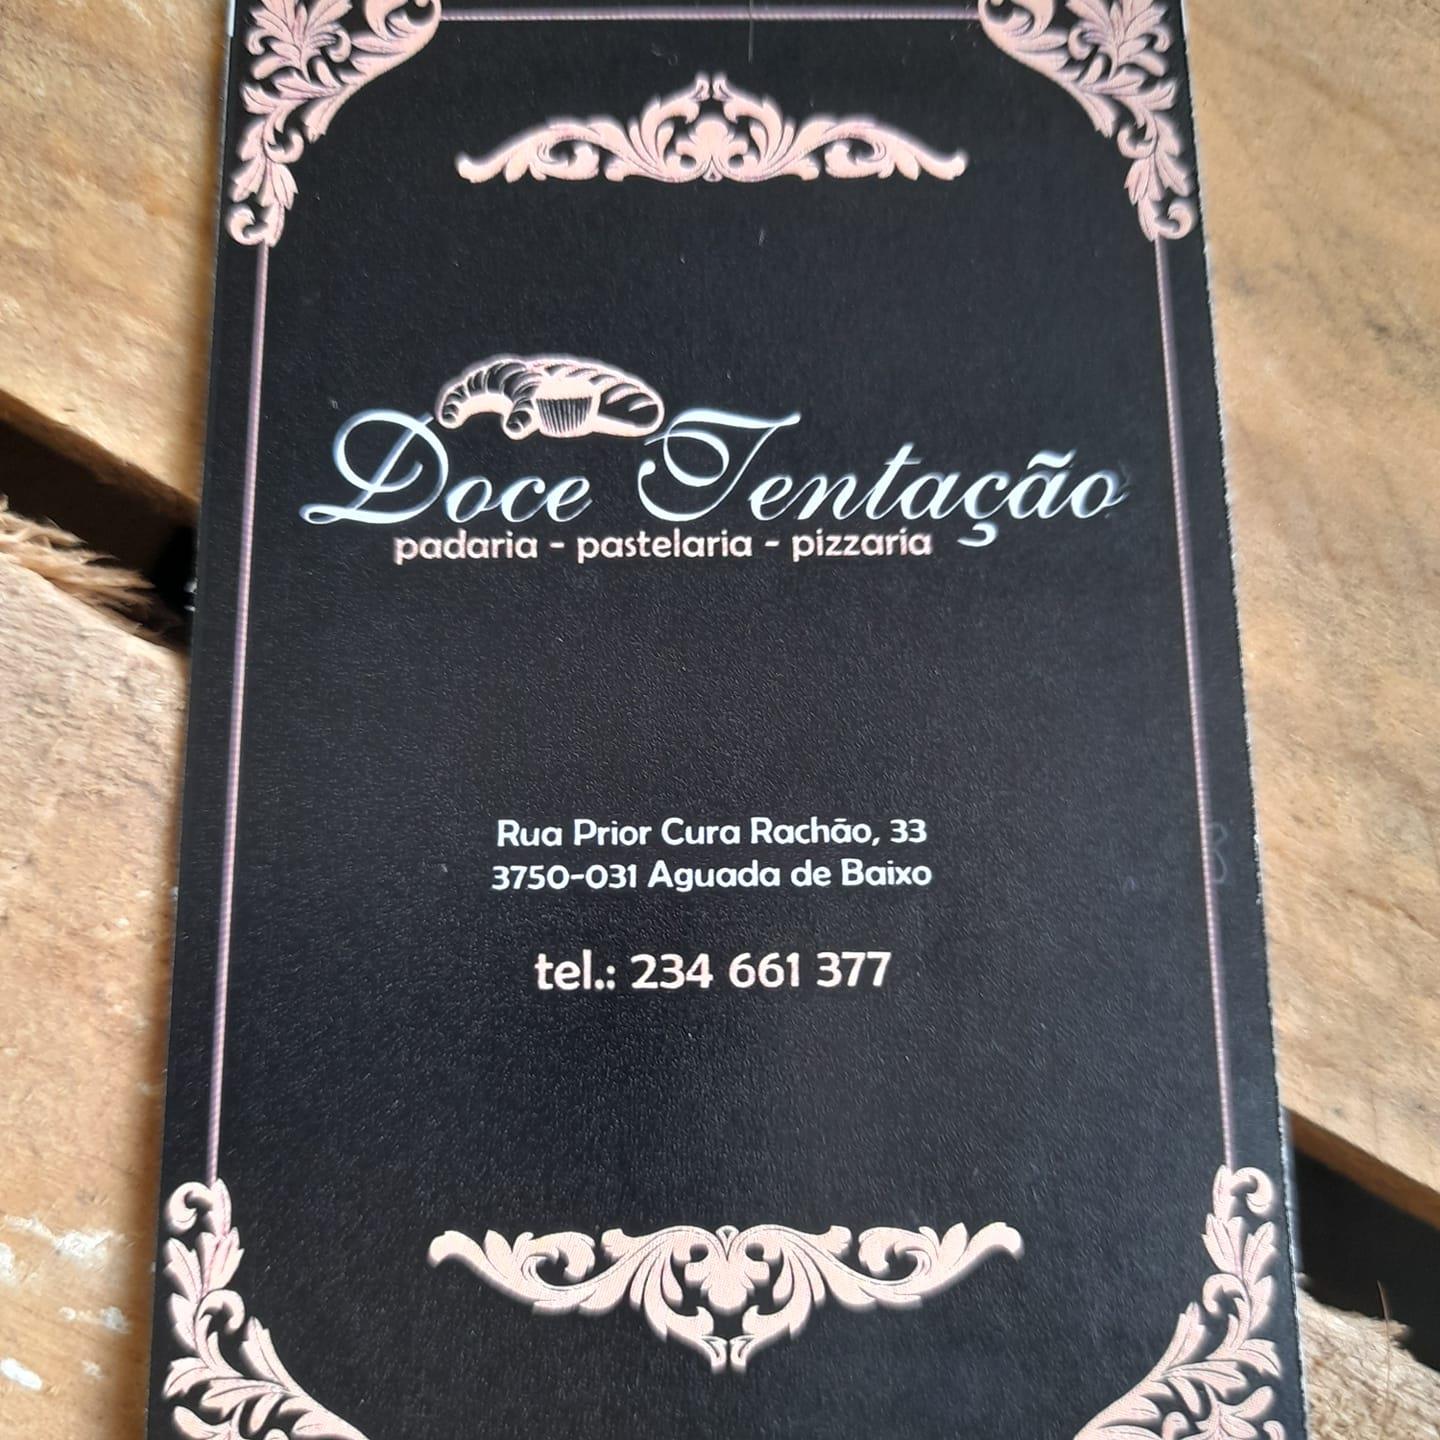 Doce Tentação
padaria - pastelaria - pizzaria
Rua Prior Cura Rachão, 33
3750-031 Aguada de Baixo
tel.: 234 661 377